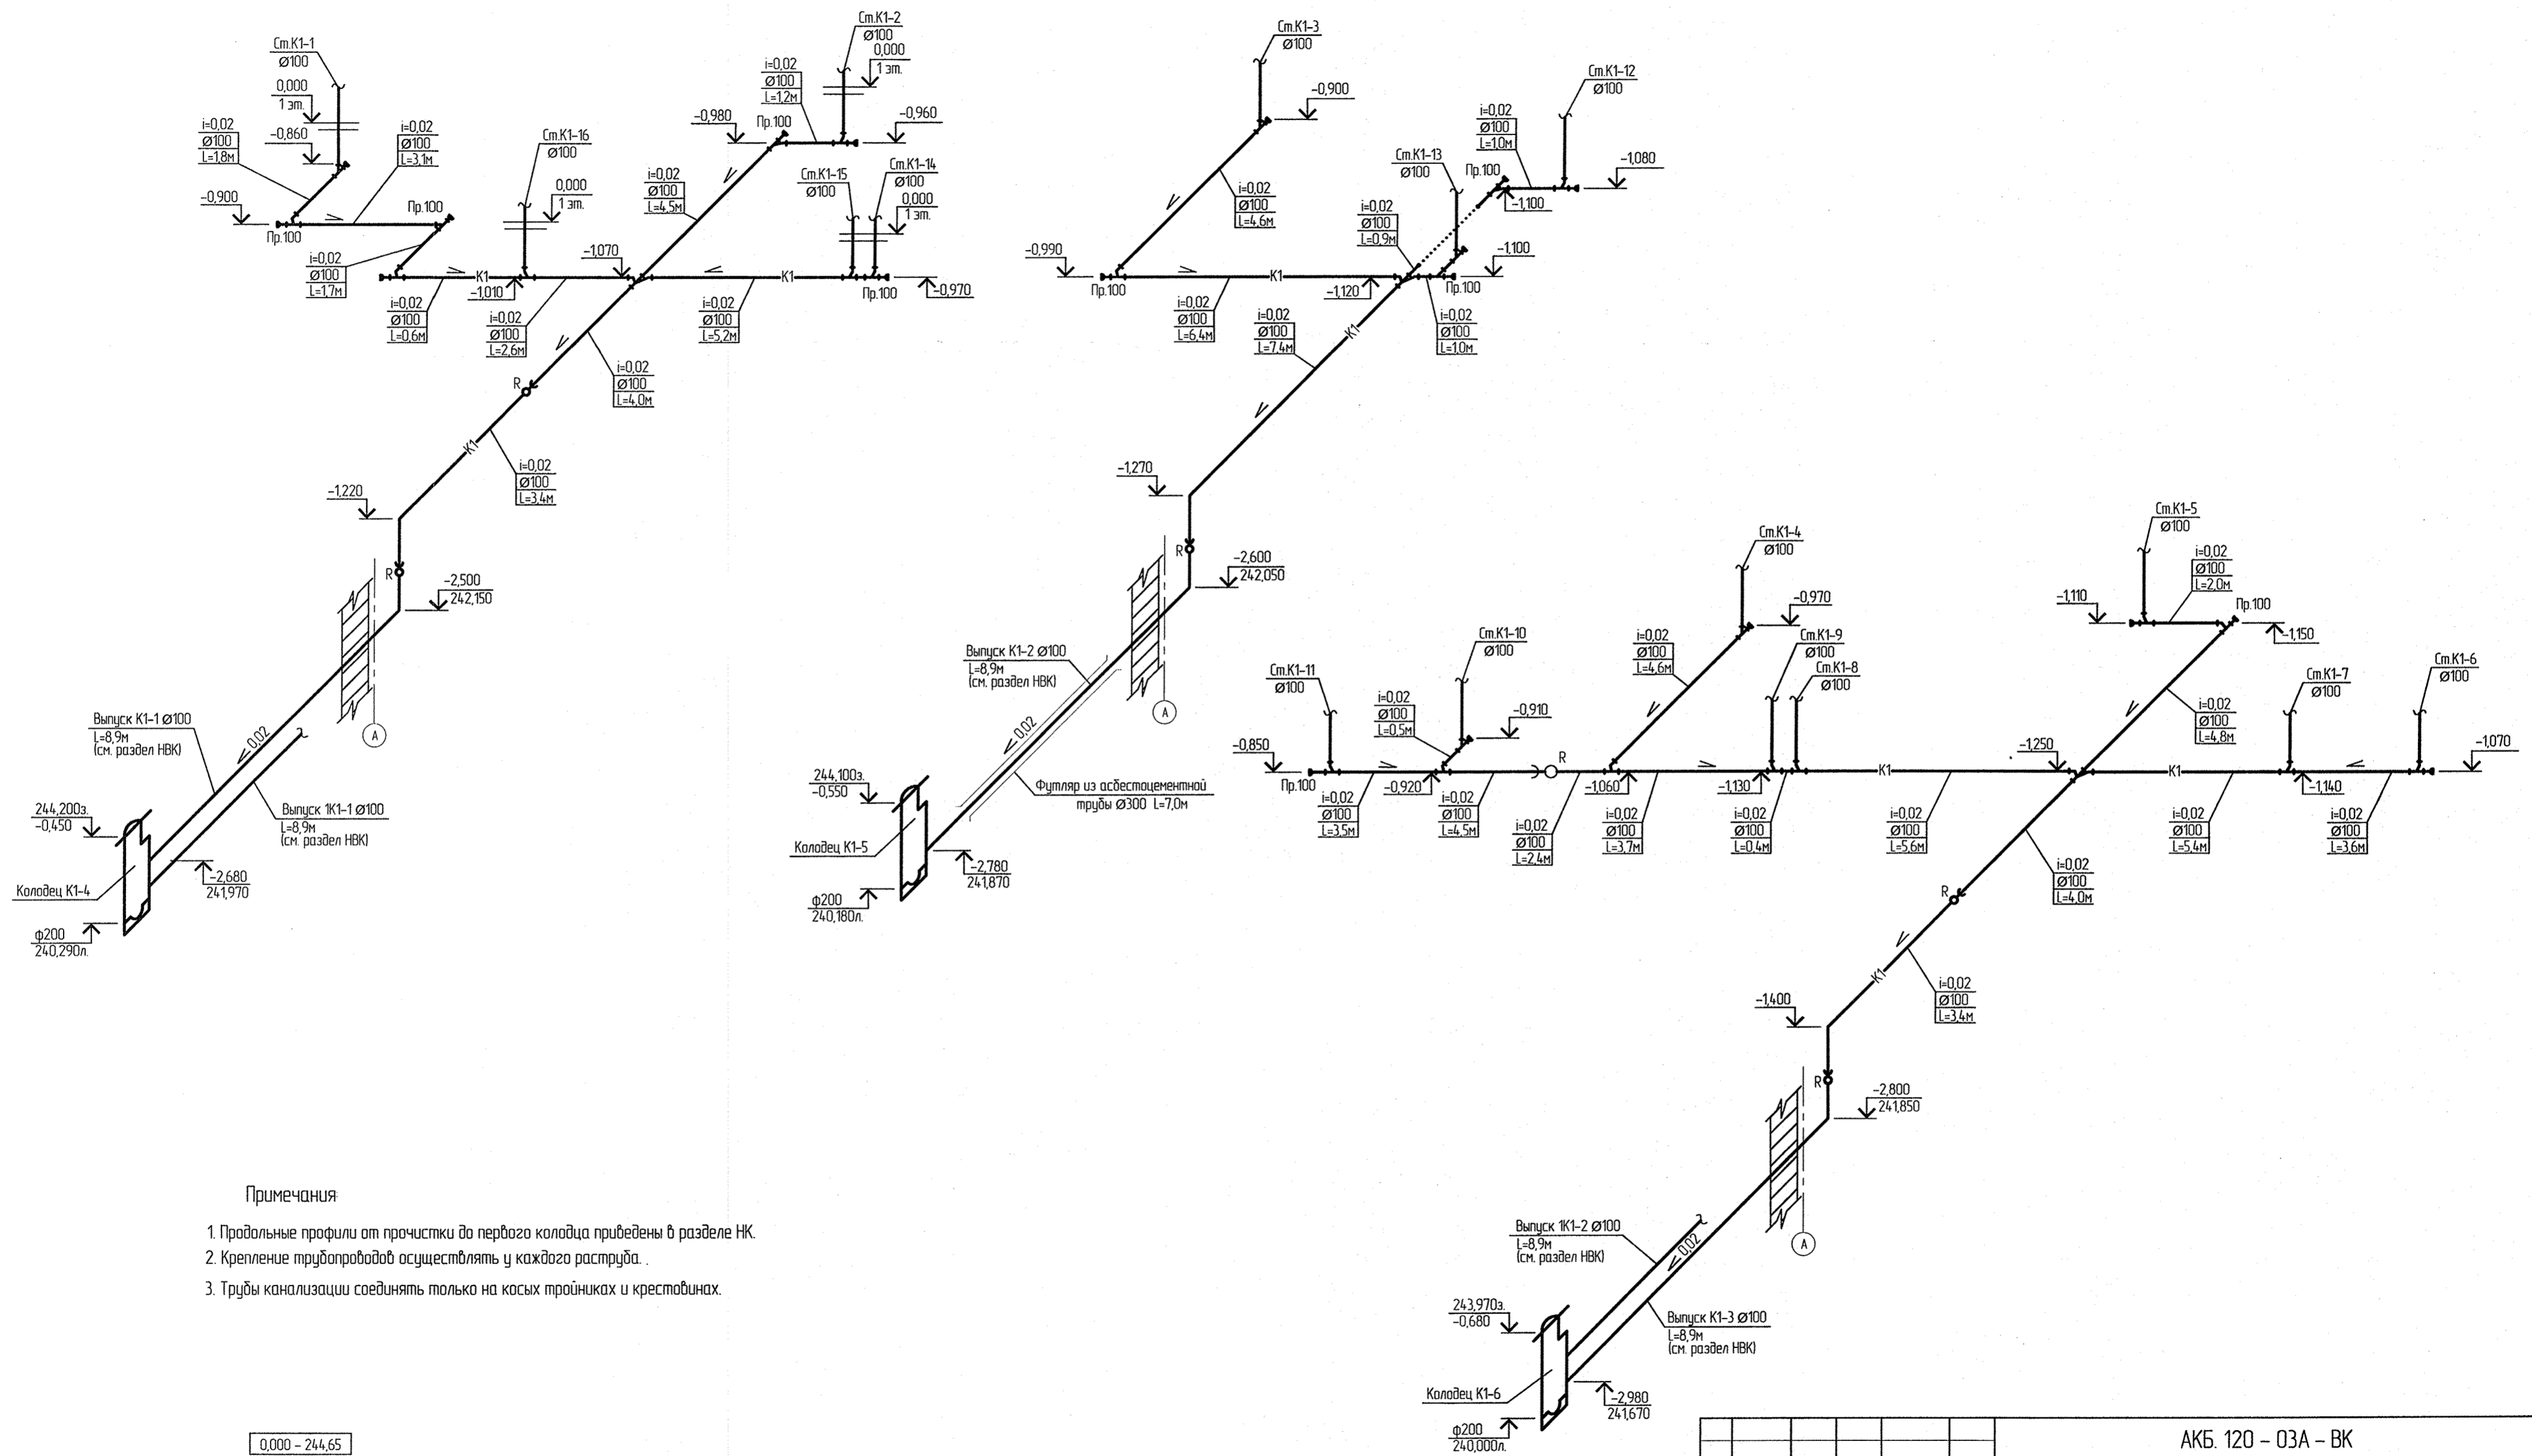 Ст.К1-1
Ø100
0,000
1 эт.
-0,860
i=0,02
Ø100
L=1,8м
i=0,02
Ø100
L=3,1м
-0,900
Пр.100
Пр.100
i=0,02
Ø100
L=1,7м
Ст.К1-16
Ø100
0,000
1 эт.
К1
-1,010
-1,070
i=0,02
Ø100
L=0,6м
i=0,02
Ø100
L=2,6м
Ст.К1-2
Ø100
0,000
1 эт.
i=0,02
Ø100
L=1,2м
-0,980
Пр.100
-0,960
i=0,02
Ø100
L=4,5м
Ст.К1-15
Ø100
Ст.К1-14
Ø100
0,000
1 эт.
К1
Пр.100
-0,970
i=0,02
Ø100
L=5,2м
i=0,02
Ø100
L=4,0м
R
К1
i=0,02
Ø100
L=3,4м
-1,220
R
-2,500
242,150
А
Выпуск К1-1 Ø100
L=8,9м
(см. раздел НВК)
0,02
Выпуск 1К1-1 Ø100
L=8,9м
(см. раздел НВК)
244,200з.
-0,450
Колодец К1-4
-2,680
241,970
ф200
240,290л.
Ст.К1-3
Ø100
-0,900
i=0,02
Ø100
L=4,6м
-0,990
Пр.100
К1
-1,120
i=0,02
Ø100
L=6,4м
i=0,02
Ø100
L=7,4м
К1
Ст.К1-12
Ø100
i=0,02
Ø100
L=1,0м
-1,080
Ст.К1-13
Ø100
Пр.100
-1,100
i=0,02
Ø100
L=0,9м
-1,100
Пр.100
i=0,02
Ø100
L=1,0м
-1,270
R
-2,600
242,050
А
Выпуск К1-2 Ø100
L=8,9м
(см. раздел НВК)
0,02
Футляр из асбестоцементной
трубы Ø300 L=7,0м
244,100з.
-0,550
Колодец К1-5
-2,780
241,870
ф200
240,180л.
Ст.К1-11
Ø100
-0,850
Пр.100
i=0,02
Ø100
L=3,5м
Ст.К1-10
Ø100
i=0,02
Ø100
L=0,5м
-0,910
-0,920
i=0,02
Ø100
L=4,5м
R
i=0,02
Ø100
L=2,4м
Ст.К1-4
Ø100
-0,970
i=0,02
Ø100
L=4,6м
Ст.К1-9
Ø100
Ст.К1-8
Ø100
-1,060
i=0,02
Ø100
L=3,7м
-1,130
i=0,02
Ø100
L=0,4м
К1
i=0,02
Ø100
L=5,6м
-1,250
Ст.К1-5
Ø100
i=0,02
Ø100
L=2,0м
-1,110
Пр.100
-1,150
i=0,02
Ø100
L=4,8м
Ст.К1-7
Ø100
Ст.К1-6
Ø100
-1,070
К1
-1,140
i=0,02
Ø100
L=5,4м
i=0,02
Ø100
L=3,6м
i=0,02
Ø100
L=4,0м
R
К1
i=0,02
Ø100
L=3,4м
-1,400
R
-2,800
241,850
А
Выпуск 1К1-2 Ø100
L=8,9м
(см. раздел НВК)
0,02
Выпуск К1-3 Ø100
L=8,9м
(см. раздел НВК)
243,970з.
-0,680
Колодец К1-6
-2,980
241,670
ф200
240,000л.
Примечания
1. Продольные профили от прочистки до первого колодца приведены в разделе НК.
2. Крепление трубопроводов осуществлять у каждого раструба.
3. Трубы канализации соединять только на косых тройниках и крестовинах.
0,000 - 244,65
АКБ. 120 - 03А - ВК